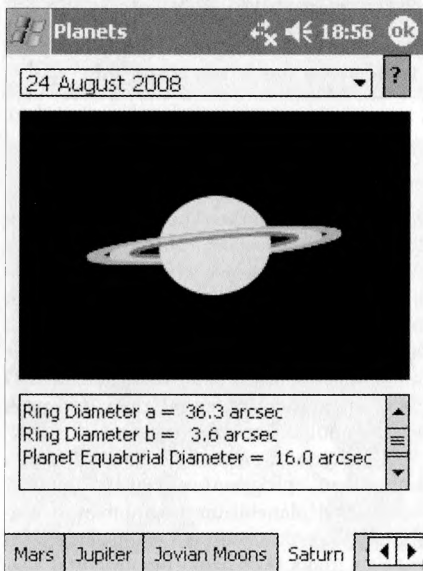 Planets 18:56 ok
24 August 2008 ?
Ring Diameter a = 36.3 arcsec
Ring Diameter b = 3.6 arcsec
Planet Equatorial Diameter = 16.0 arcsec
Mars Jupiter Jovian Moons Saturn